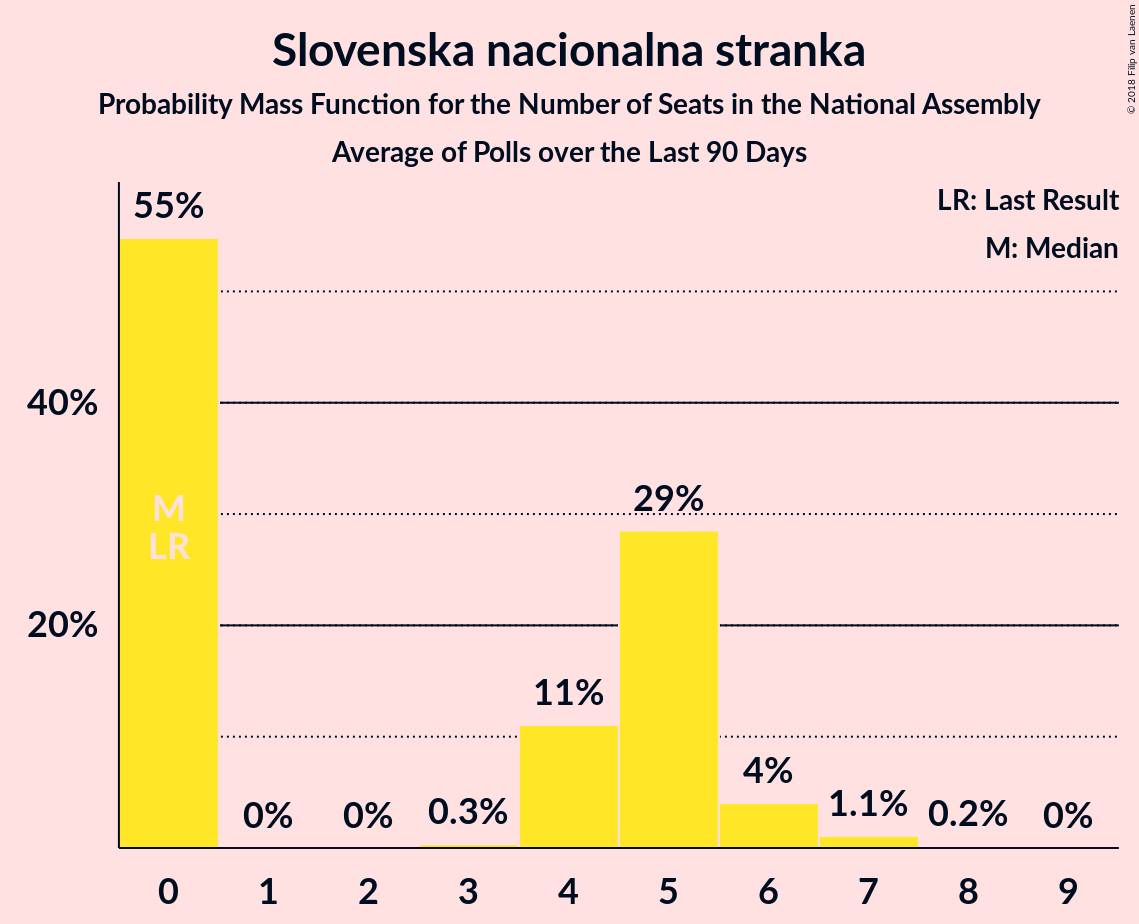 Slovenska nacionalna stranka
Probability Mass Function for the Number of Seats in the National Assembly
Average of Polls over the Last 90 Days
© 2018 Filip van Laenen
LR: Last Result
M: Median
55%
40%
M
LR
29%
20%
11%
4%
0%
0%
0.3%
1.1%
0.2%
0%
0 1 2 3 4 5 6 7 8 9